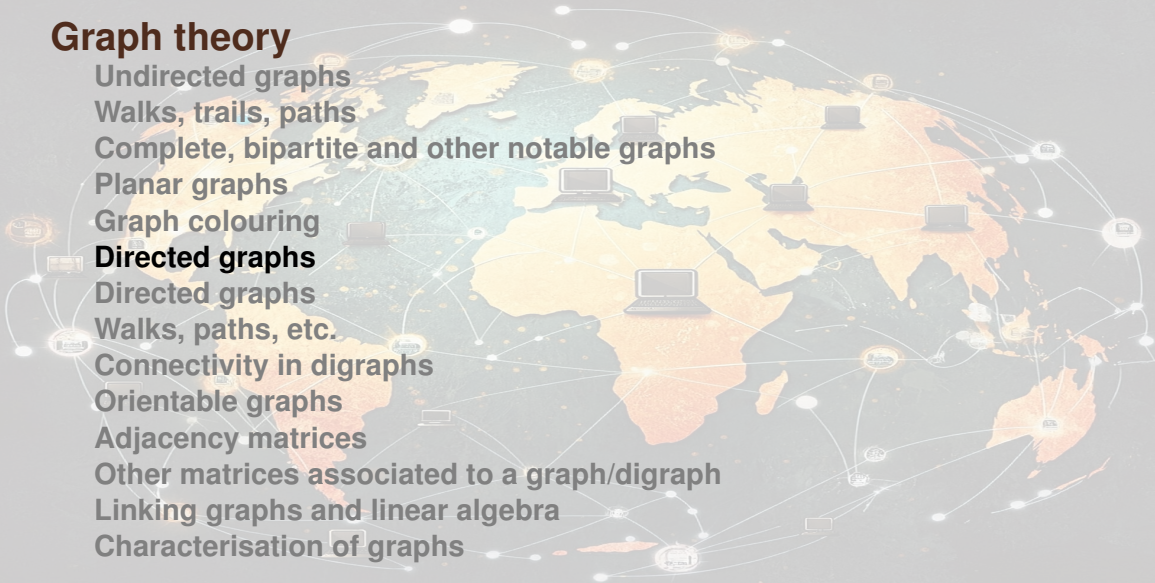 Graph theory
Undirected graphs
Walks, trails, paths
Complete, bipartite and other notable graphs
Planar graphs
Graph colouring
Directed graphs
Directed graphs
Walks, paths, etc.
Connectivity in digraphs
Orientable graphs
Adjacency matrices
Other matrices associated to a graph/digraph
Linking graphs and linear algebra
Characterisation of graphs